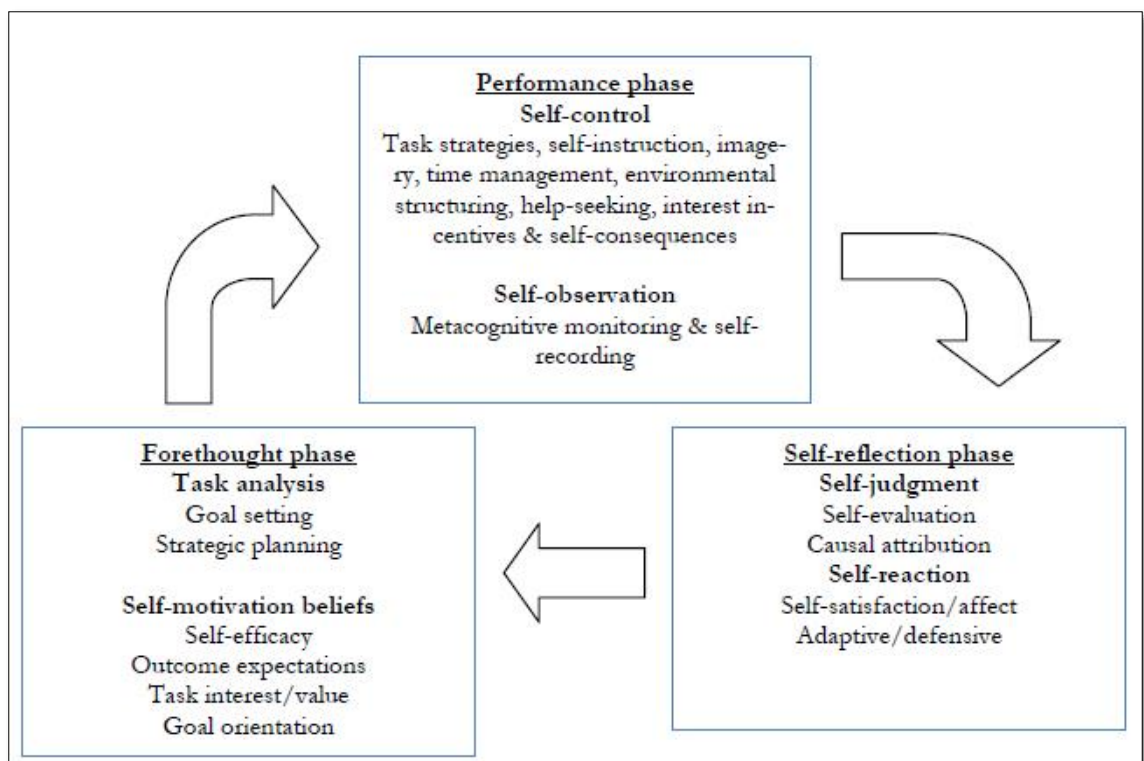 Performance phase
Self-control
Task strategies, self-instruction, image-
ry, time management, environmental
structuring, help-seeking, interest in-
centives & self-consequences
Self-observation
Metacognitive monitoring & self-
recording
Forethought phase
Task analysis
Goal setting
Strategic planning
Self-motivation beliefs
Self-efficacy
Outcome expectations
Task interest/value
Goal orientation
Self-reflection phase
Self-judgment
Self-evaluation
Causal attribution
Self-reaction
Self-satisfaction/affect
Adaptive/defensive